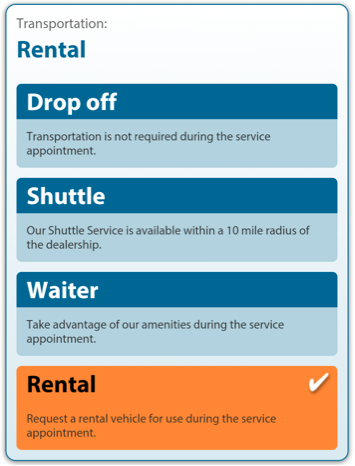 Transportation:
Rental
Drop off
Transportation is not required during the service
appointment.
Shuttle
Our Shuttle Service is available within a 10 mile radius of
the dealership.
Waiter
Take advantage of our amenities during the service
appointment.
Rental
Request a rental vehicle for use during the service
appointment.